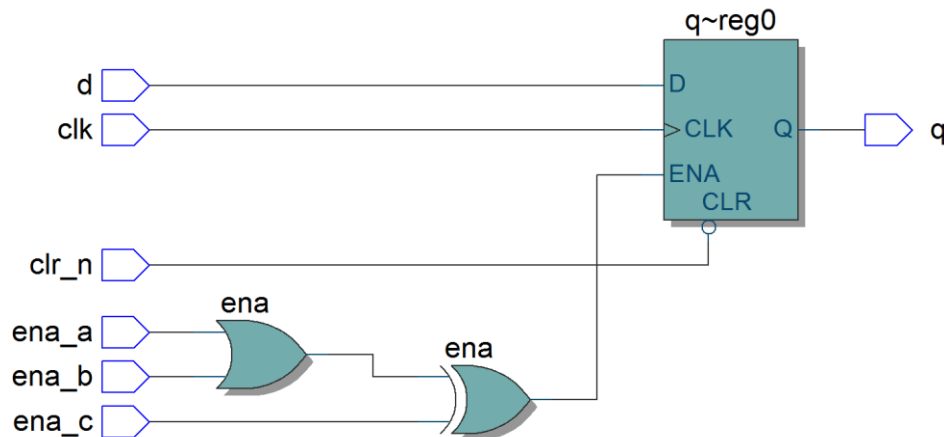 q~reg0
d
D
clk
CLK
Q
q
ENA
CLR
clr_n
ena
ena_a
ena
ena_b
ena_c